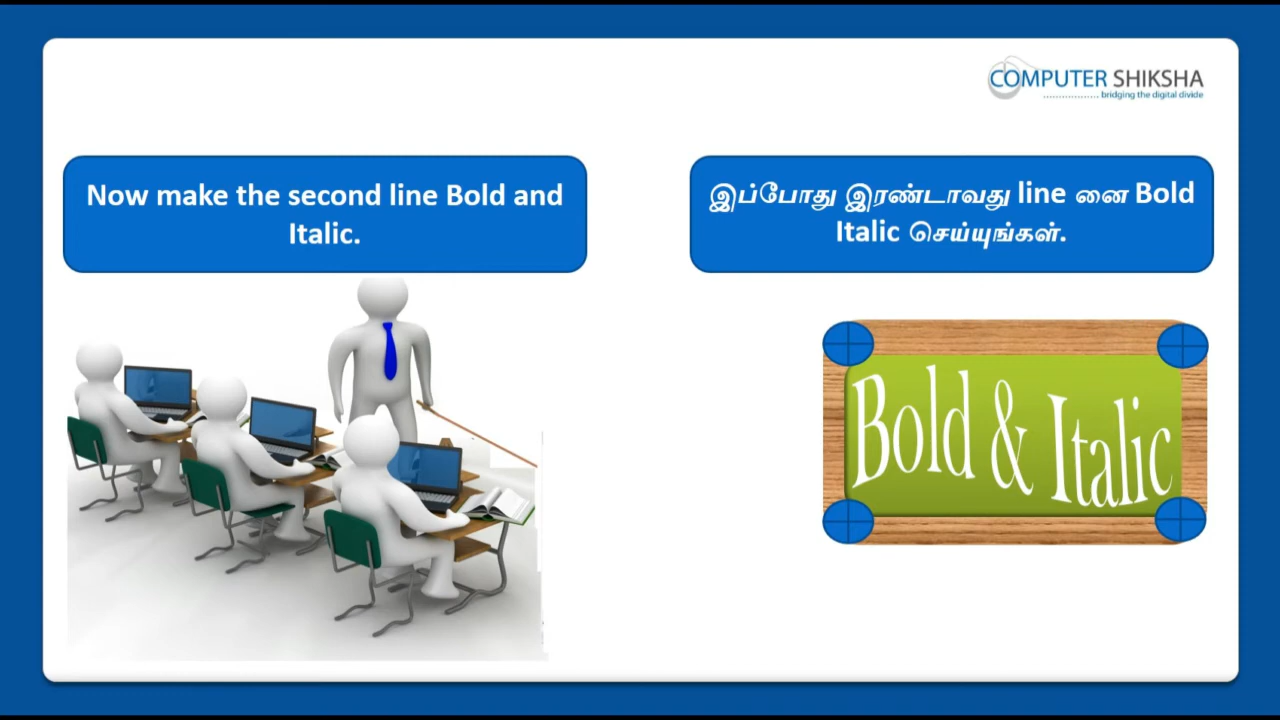 COMPUTER SHIKSHA
bridging the digital divide
Now make the second line Bold and
Italic.
இப்போது இரண்டாவது line னை Bold
Italic செய்யுங்கள்.
Bold & Italic